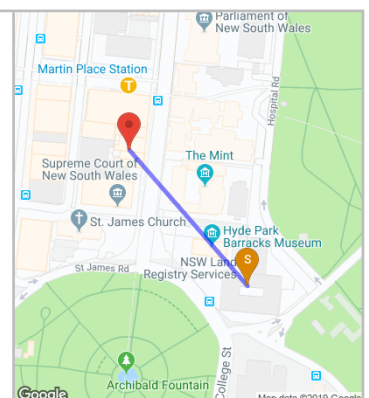 Parliament of
New South Wales
Martin Place Station
T
Hospital Rd
The Mint
Supreme Court of
New South Wales
St. James Church
Hyde Park
Barracks Museum
NSW Land
Registry Services
S
St James Rd
College St
Archibald Fountain
Google
Map data ©2019 Google